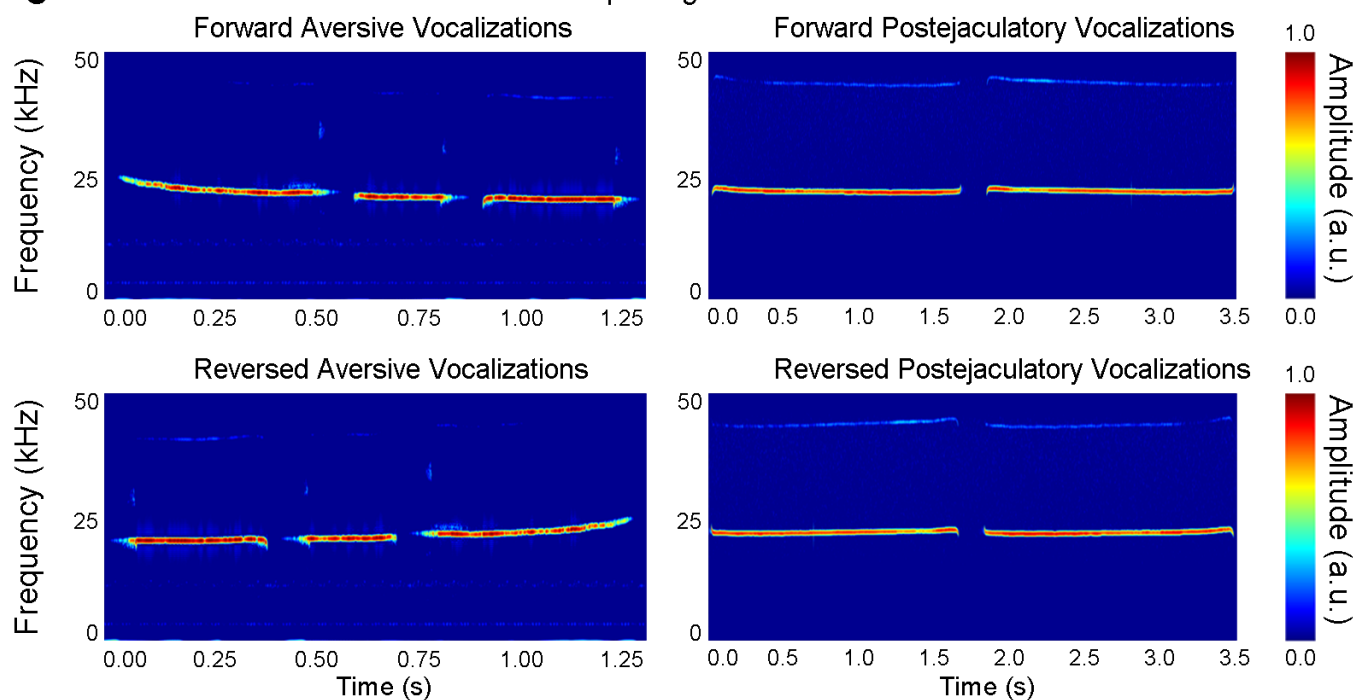 Forward Aversive Vocalizations
Forward Postejaculatory Vocalizations
1.0
50
50
Frequency (kHz)
25
25
Amplitude (a.u.)
0
0
0.00 0.25 0.50 0.75 1.00 1.25
0.0 0.5 1.0 1.5 2.0 2.5 3.0 3.5
0.0
Reversed Aversive Vocalizations
Reversed Postejaculatory Vocalizations
1.0
50
50
Frequency (kHz)
25
25
Amplitude (a.u.)
0
0
0.00 0.25 0.50 0.75 1.00 1.25
0.0 0.5 1.0 1.5 2.0 2.5 3.0 3.5
0.0
Time (s)
Time (s)